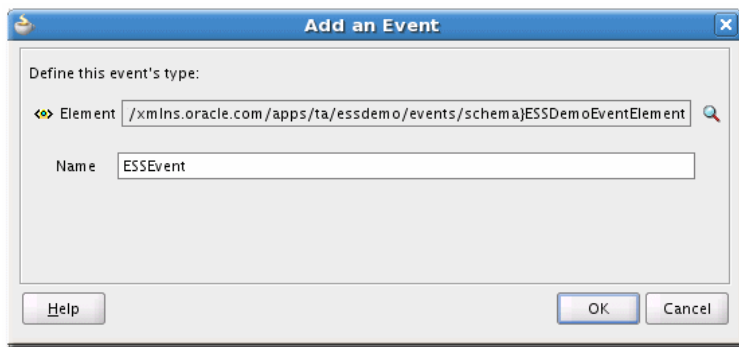 Add an Event
Define this event's type:
Element /xmlns.oracle.com/apps/ta/essdemo/events/schema}ESSDemoEventElement
Name ESSEvent
Help OK Cancel